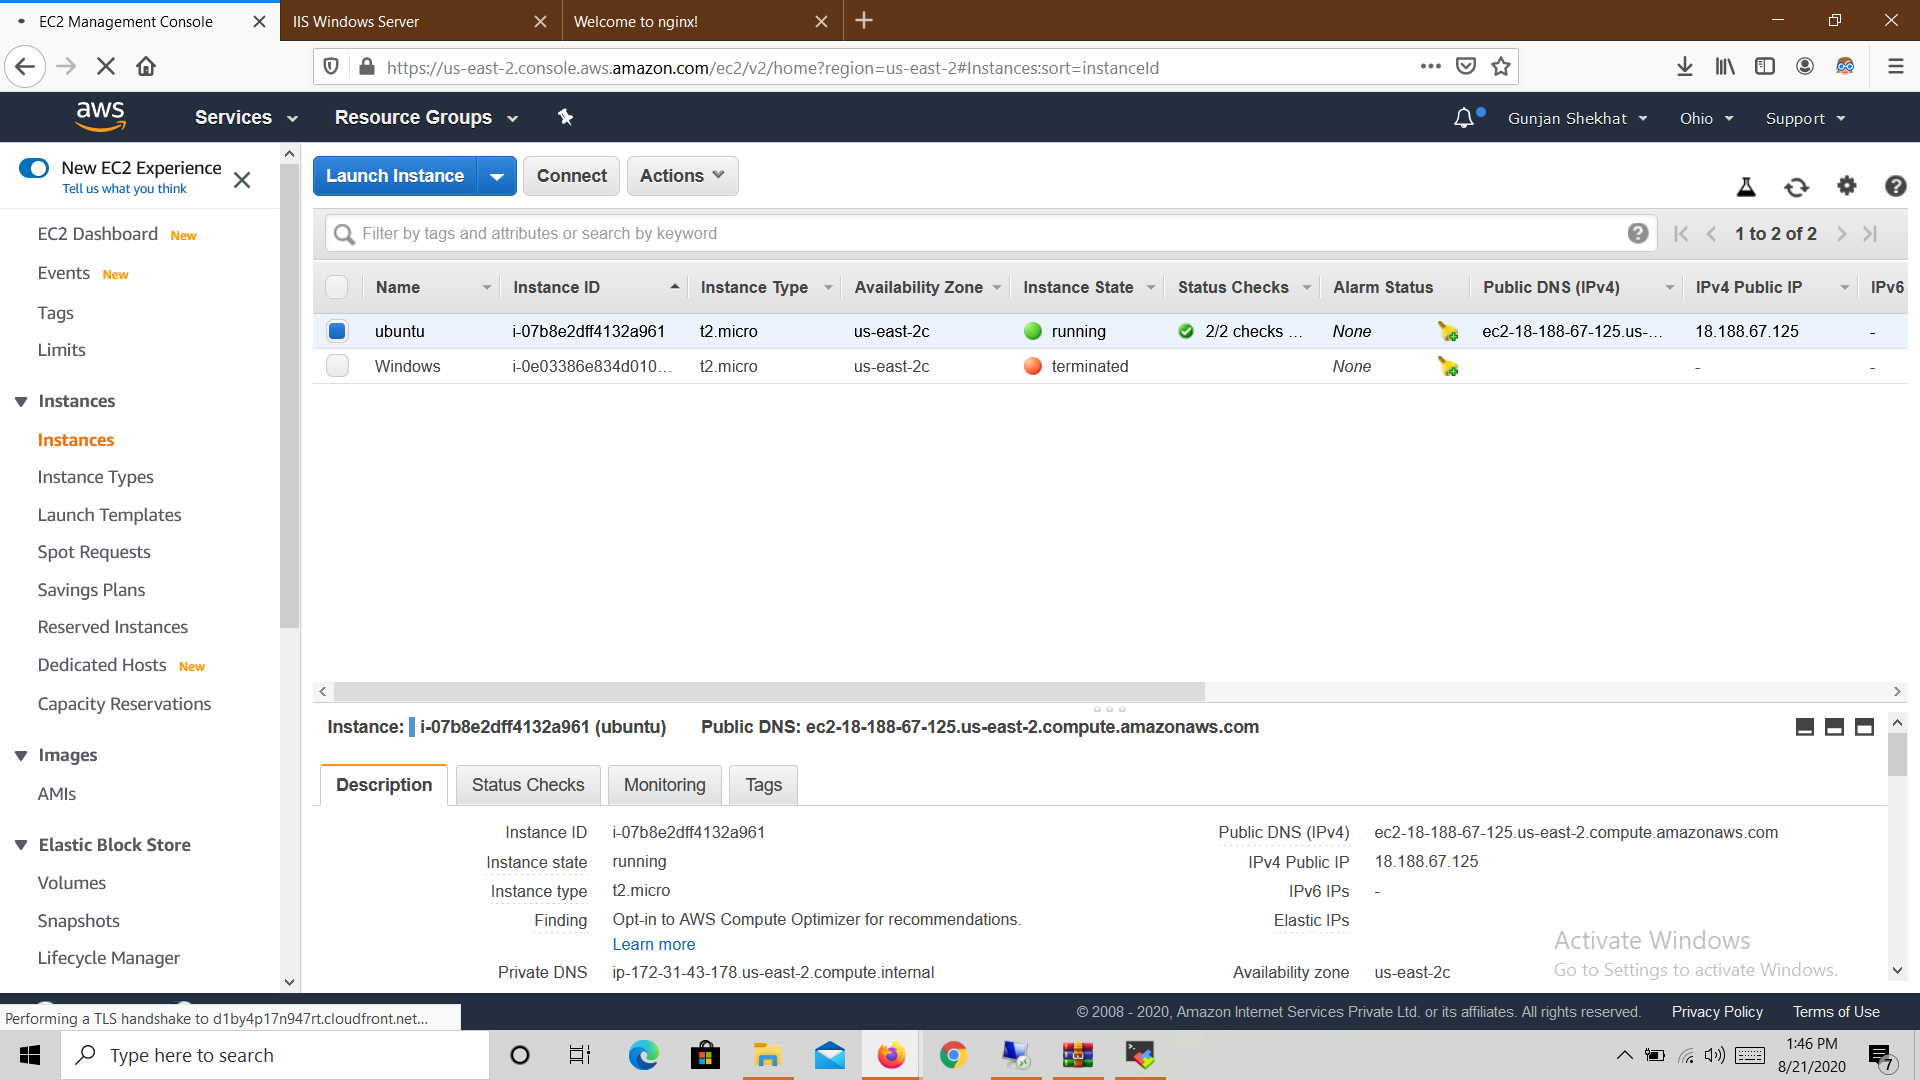 EC2 Management Console
IIS Windows Server
Welcome to nginx!
https://us-east-2.console.aws.amazon.com/ec2/v2/home?region=us-east-2#Instances:sort=instanceId
aws
Services
Resource Groups
Gunjan Shekhat
Ohio
Support
New EC2 Experience
Tell us what you think
EC2 Dashboard New
Events New
Tags
Limits
Instances
Instances
Instance Types
Launch Templates
Spot Requests
Savings Plans
Reserved Instances
Dedicated Hosts New
Capacity Reservations
Images
AMIs
Elastic Block Store
Volumes
Snapshots
Lifecycle Manager
Launch Instance
Connect
Actions
Filter by tags and attributes or search by keyword
1 to 2 of 2
Name Instance ID Instance Type Availability Zone Instance State Status Checks Alarm Status Public DNS (IPv4) IPv4 Public IP IPv6
ubuntu i-07b8e2dff4132a961 t2.micro us-east-2c running 2/2 checks ... None ec2-18-188-67-125.us-... 18.188.67.125 -
Windows i-0e03386e834d010... t2.micro us-east-2c terminated None - -
Instance: i-07b8e2dff4132a961 (ubuntu) Public DNS: ec2-18-188-67-125.us-east-2.compute.amazonaws.com
Description
Status Checks
Monitoring
Tags
Instance ID i-07b8e2dff4132a961
Instance state running
Instance type t2.micro
Finding Opt-in to AWS Compute Optimizer for recommendations.
Learn more
Private DNS ip-172-31-43-178.us-east-2.compute.internal
Public DNS (IPv4) ec2-18-188-67-125.us-east-2.compute.amazonaws.com
IPv4 Public IP 18.188.67.125
IPv6 IPs -
Elastic IPs
Availability zone us-east-2c
Activate Windows
Go to Settings to activate Windows.
© 2008 - 2020, Amazon Internet Services Private Ltd. or its affiliates. All rights reserved. Privacy Policy Terms of Use
Performing a TLS handshake to d1by4p17n947rt.cloudfront.net...
Type here to search
1:46 PM
8/21/2020
7